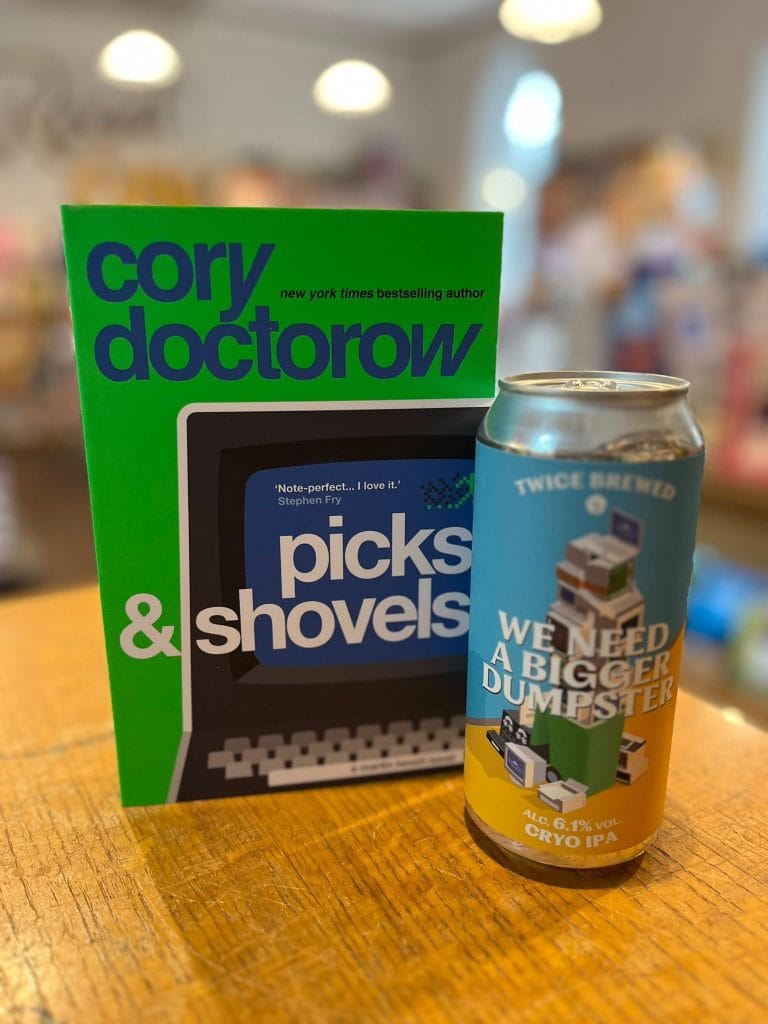 cory
new york times bestselling author
doctorow
'Note-perfect... I love it.'
Stephen Fry
picks
& shovels
a martin hench novel
TWICE BREWED
WE NEED
A BIGGER
DUMPSTER
ALC. 6.1% VOL.
CRYO IPA